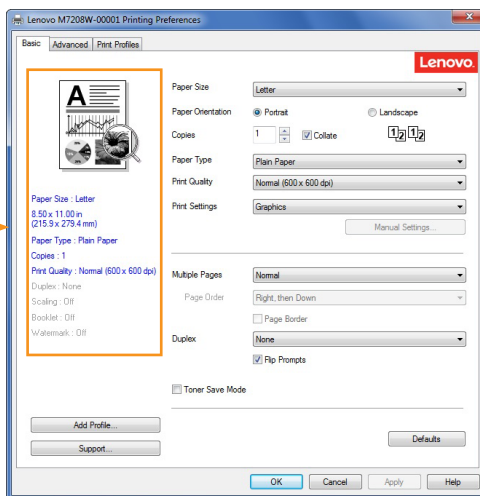 Lenovo M7208W-00001 Printing Preferences
Basic
Advanced
Print Profiles
Lenovo
A
Paper Size : Letter
8.50 x 11.00 in
(215.9 x 279.4 mm)
Paper Type : Plain Paper
Copies : 1
Print Quality : Normal (600 x 600 dpi)
Duplex : None
Scaling : Off
Booklet : Off
Watermark : Off
Add Profile...
Support...
Paper Size
Letter
Paper Orientation
Portrait
Landscape
Copies
1
Collate
1 2 1 2
Paper Type
Plain Paper
Print Quality
Normal (600 x 600 dpi)
Print Settings
Graphics
Manual Settings...
Multiple Pages
Normal
Page Order
Right, then Down
Page Border
Duplex
None
Flip Prompts
Toner Save Mode
Defaults
OK
Cancel
Apply
Help